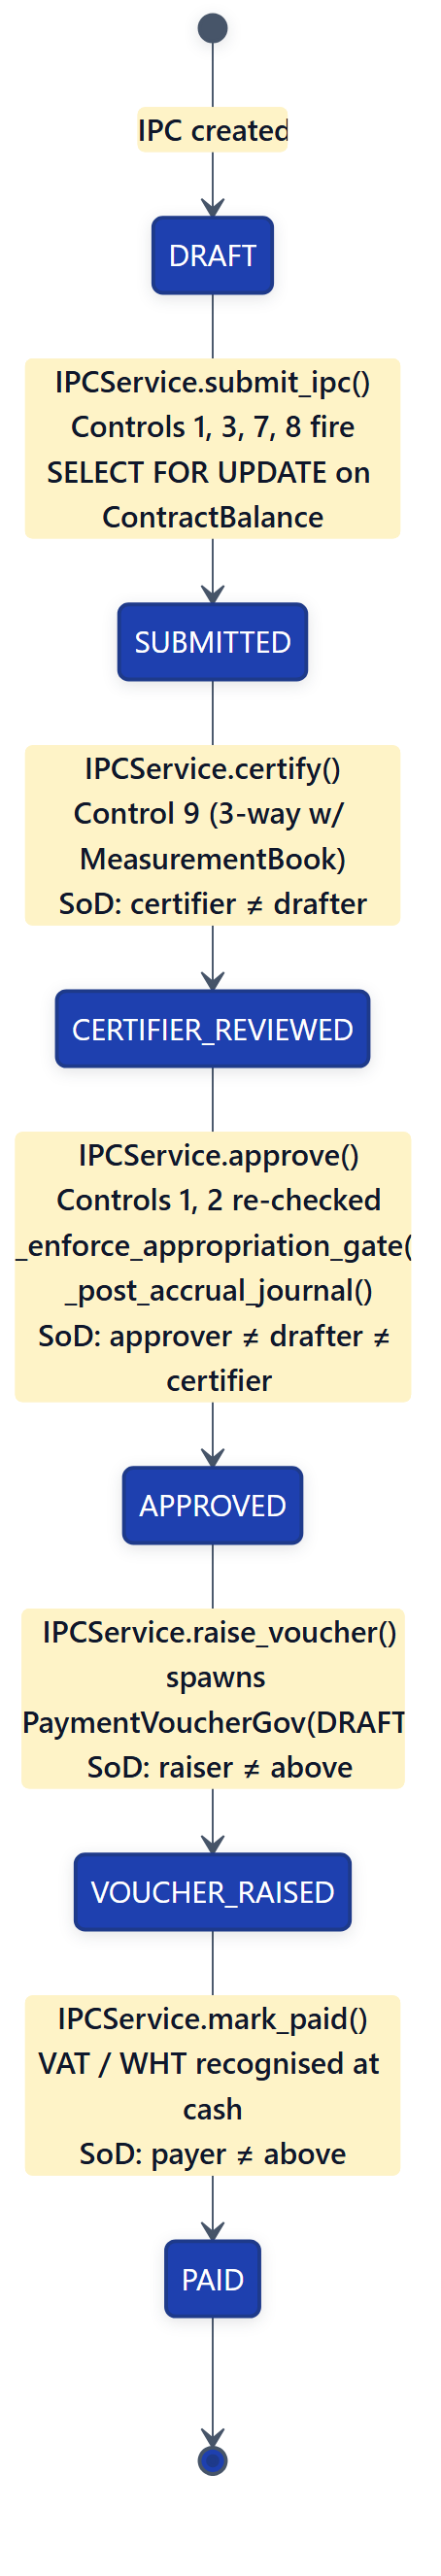 IPC created
DRAFT
IPCService.submit_ipc()
Controls 1, 3, 7, 8 fire
SELECT FOR UPDATE on
ContractBalance
SUBMITTED
IPCService.certify()
Control 9 (3-way w/
MeasurementBook)
SoD: certifier ≠ drafter
CERTIFIER_REVIEWED
IPCService.approve()
Controls 1, 2 re-checked
_enforce_appropriation_gate(
_post_accrual_journal()
SoD: approver ≠ drafter ≠
certifier
APPROVED
IPCService.raise_voucher()
spawns
PaymentVoucherGov(DRAFT
SoD: raiser ≠ above
VOUCHER_RAISED
IPCService.mark_paid()
VAT / WHT recognised at
cash
SoD: payer ≠ above
PAID